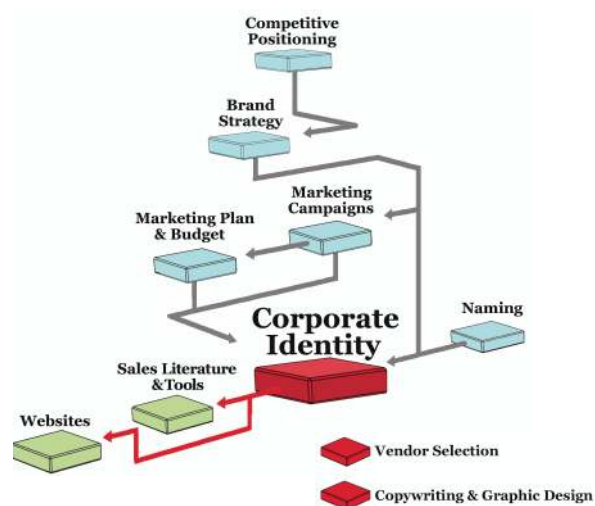 Competitive
Positioning
Brand
Strategy
Marketing
Campaigns
Marketing Plan
& Budget
Naming
Corporate
Identity
Sales Literature
&Tools
Websites
Vendor Selection
Copywriting & Graphic Design